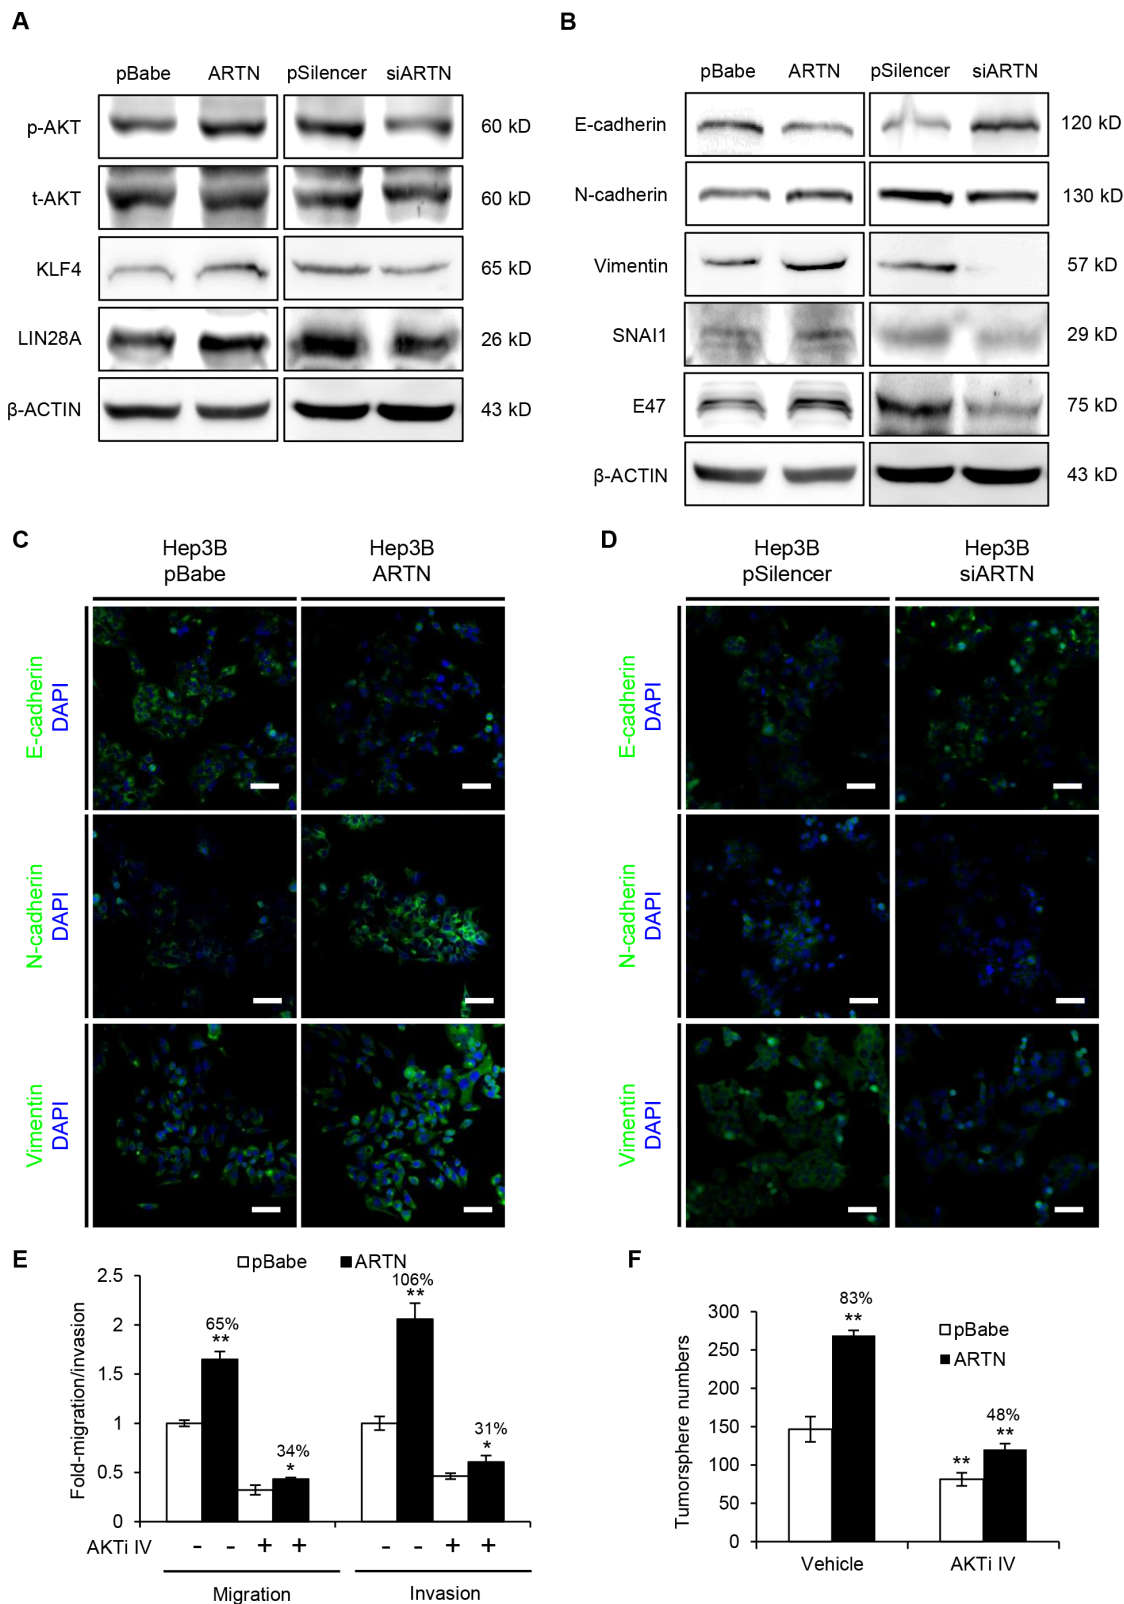 A
pBabe ARTN pSilencer siARTN
p-AKT 60 kD
t-AKT 60 kD
KLF4 65 kD
LIN28A 26 kD
β-ACTIN 43 kD
B
pBabe ARTN pSilencer siARTN
E-cadherin 120 kD
N-cadherin 130 kD
Vimentin 57 kD
SNAI1 29 kD
E47 75 kD
β-ACTIN 43 kD
C
Hep3B Hep3B
pBabe ARTN
E-cadherin
DAPI
N-cadherin
DAPI
Vimentin
DAPI
D
Hep3B Hep3B
pSilencer siARTN
E-cadherin
DAPI
N-cadherin
DAPI
Vimentin
DAPI
E
pBabe ARTN
Fold-migration/invasion
2.5
2
1.5
1
0.5
0
65%
**
34%
*
106%
**
31%
*
AKTi IV - - + + - - + +
Migration Invasion
F
Tumorsphere numbers
300
250
200
150
100
50
0
pBabe
ARTN
83%
**
**
48%
**
Vehicle AKTi IV